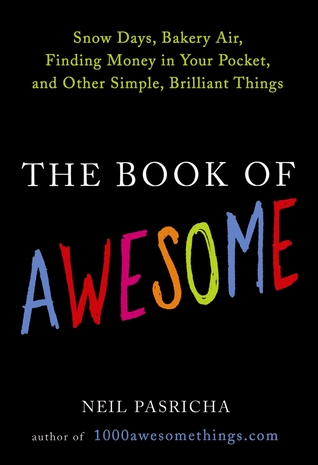 Snow Days, Bakery Air,
Finding Money in Your Pocket,
and Other Simple, Brilliant Things
THE BOOK OF
AWESOME
NEIL PASRICHA
author of 1000awesomethings.com